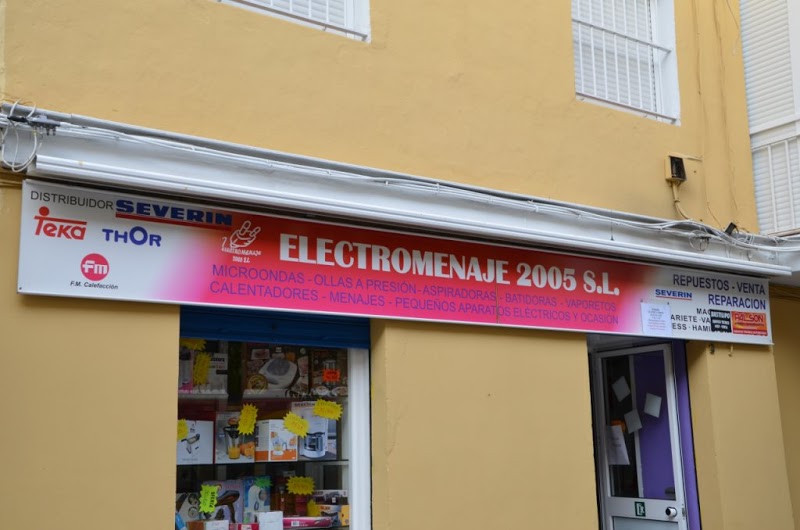 DISTRIBUIDOR SEVERIN
TeKa
THOR
fm
F.M. Calefacción
ELECTROMENAJE
2005 S.L.
ELECTROMENAJE 2005 S.L.
MICROONDAS - OLLAS A PRESIÓN - ASPIRADORAS - BATIDORAS - VAPORETOS
CALENTADORES - MENAJES - PEQUEÑOS APARATOS ELÉCTRICOS Y OCASIÓN
REPUESTOS - VENTA
SEVERIN REPARACION